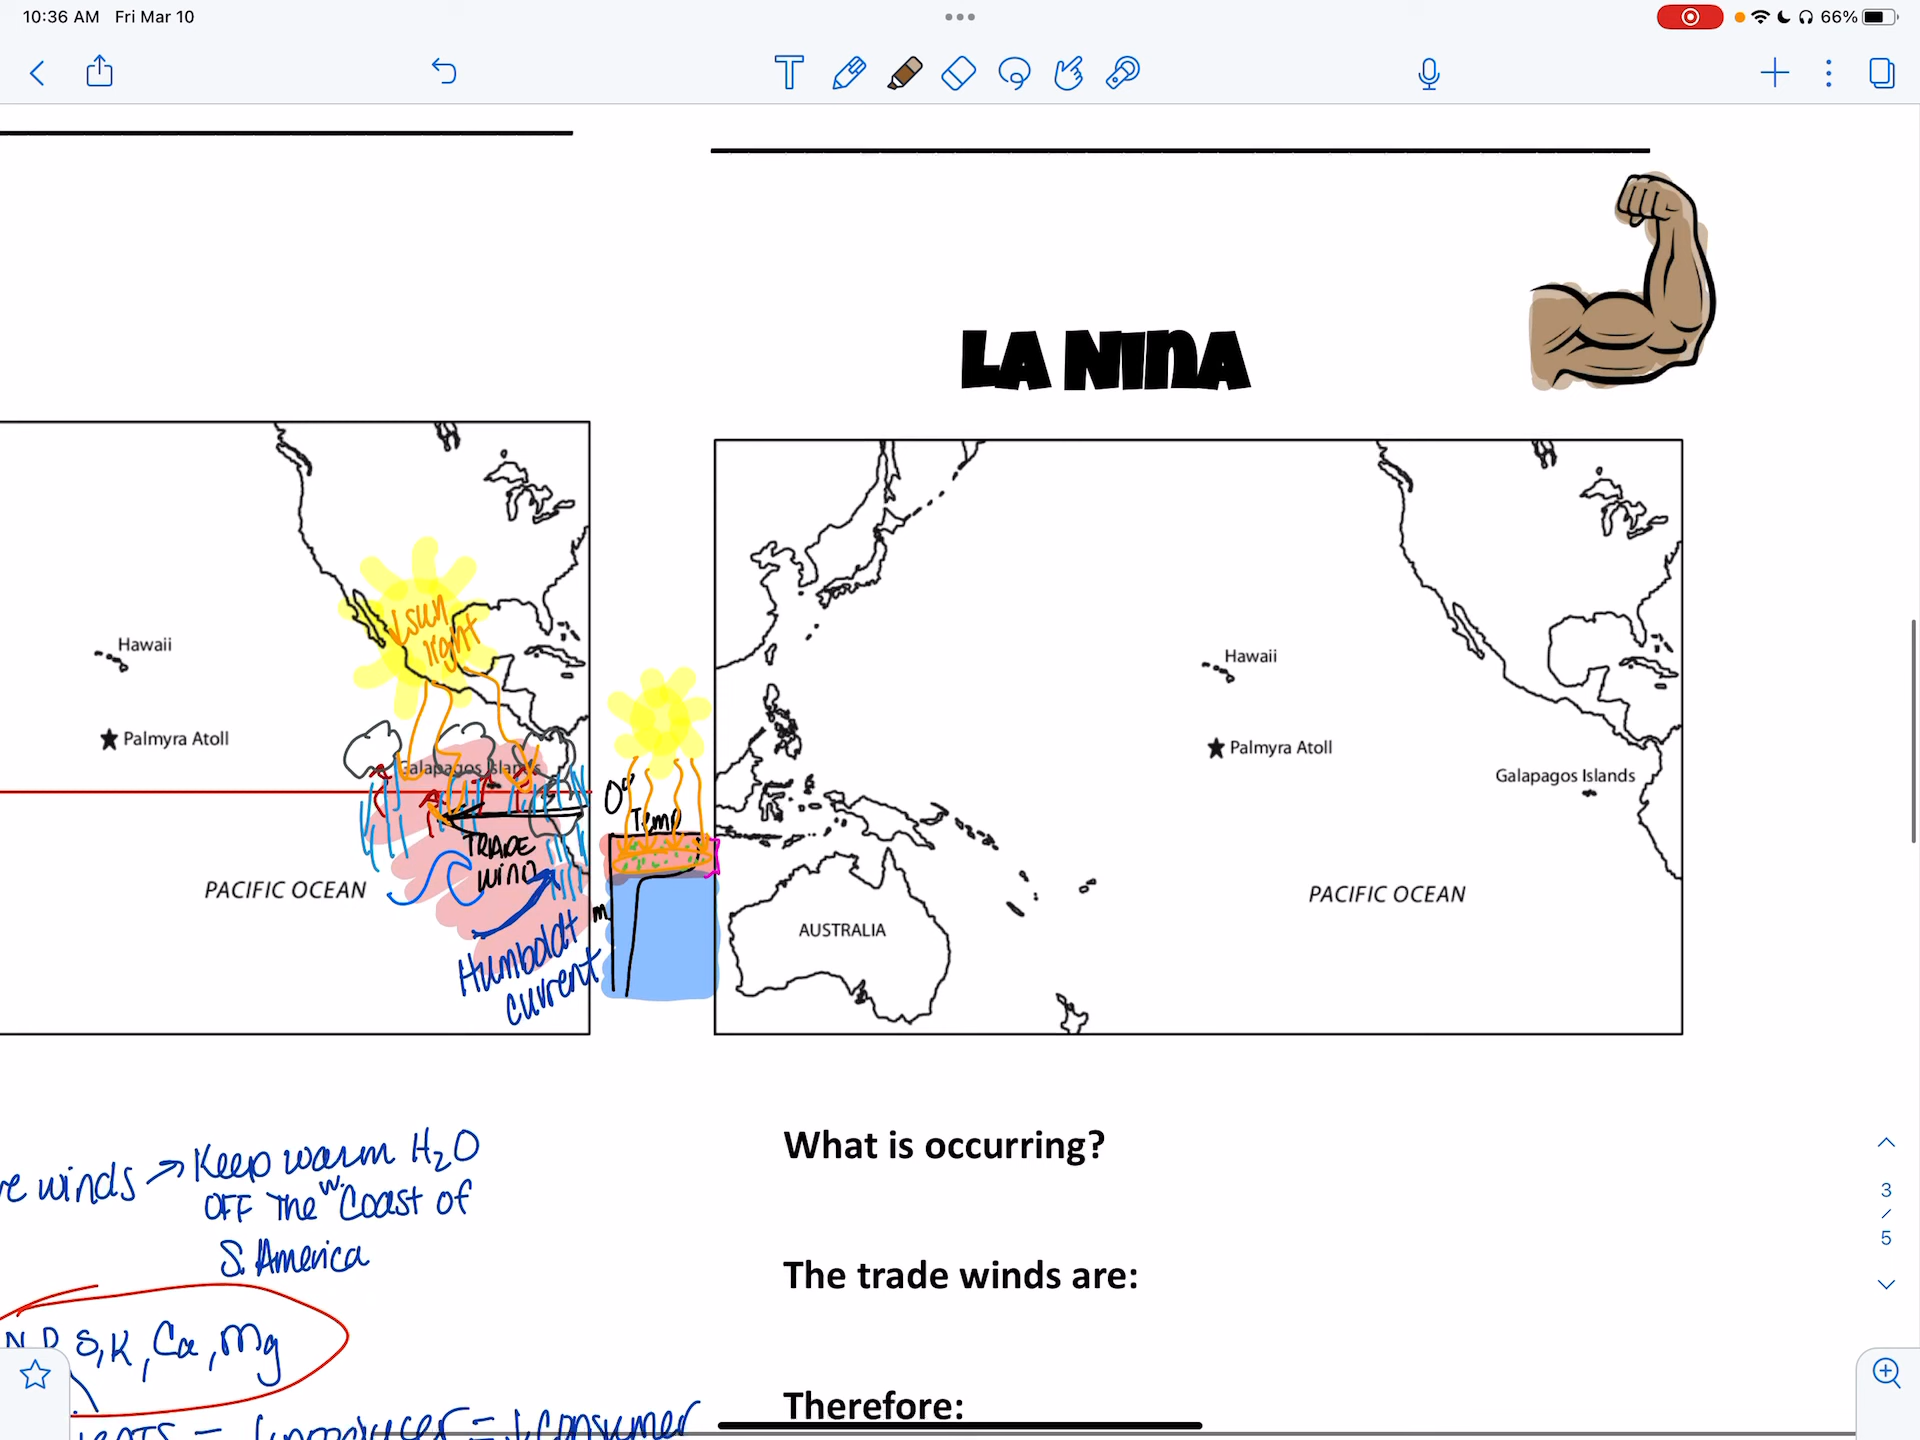 10:36 AM Fri Mar 10
66%
LA NINA
sun
light
Hawaii
Palmyra Atoll
Galapagos Islands
TRADE
WIND
PACIFIC OCEAN
Humboldt
current
0°
Temp
m
Hawaii
Palmyra Atoll
Galapagos Islands
PACIFIC OCEAN
AUSTRALIA
winds → Keep warm H2O
OFF The W. Coast of
S. America
N, P, S, K, Ca, Mg
What is occurring?
The trade winds are:
Therefore:
= ↓ producer = ↓ consumer
3
/
5